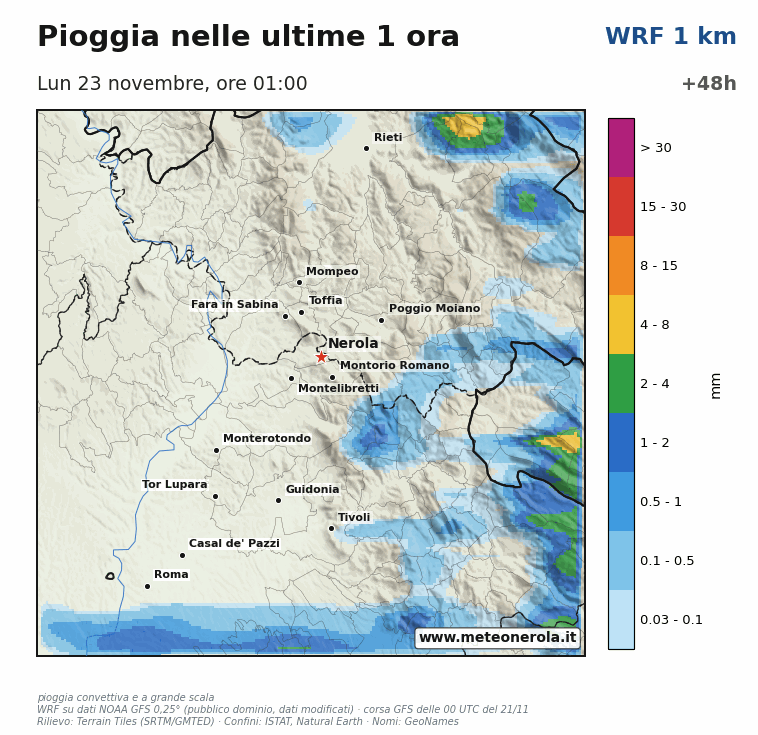 Pioggia nelle ultime 1 ora
WRF 1 km
Lun 23 novembre, ore 01:00
+48h
Rieti
Mompeo
Fara in Sabina
Toffia
Poggio Moiano
Nerola
Montorio Romano
Montelibretti
Monterotondo
Tor Lupara
Guidonia
Tivoli
Casal de' Pazzi
Roma
www.meteonerola.it
> 30
15 - 30
8 - 15
4 - 8
2 - 4
1 - 2
0.5 - 1
0.1 - 0.5
0.03 - 0.1
mm
pioggia convettiva e a grande scala
WRF su dati NOAA GFS 0,25° (pubblico dominio, dati modificati) · corsa GFS delle 00 UTC del 21/11
Rilievo: Terrain Tiles (SRTM/GMTED) · Confini: ISTAT, Natural Earth · Nomi: GeoNames